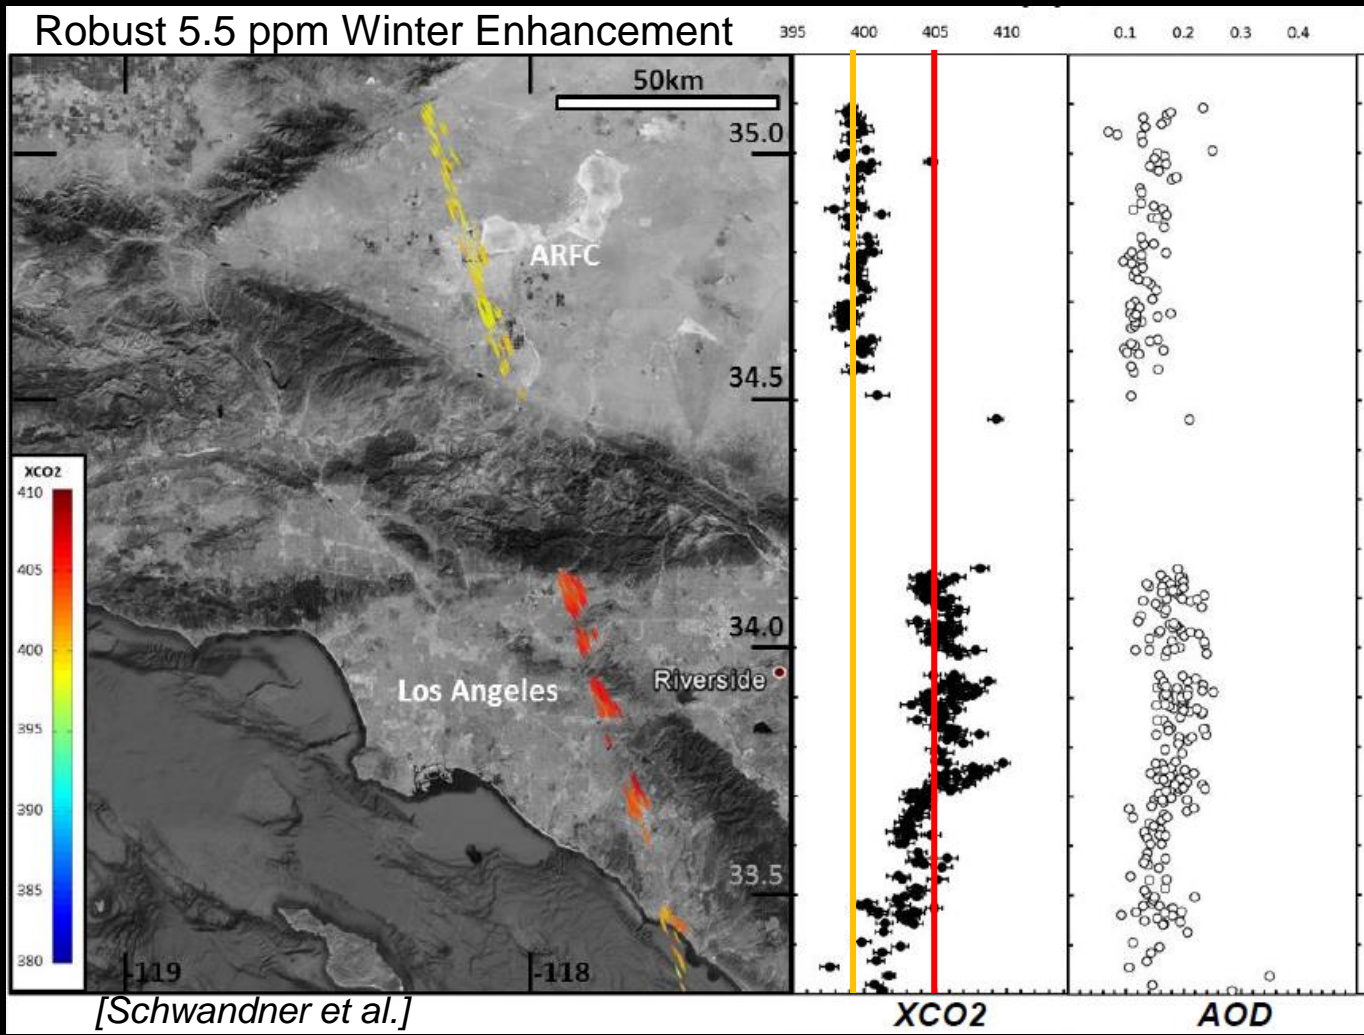 Robust 5.5 ppm Winter Enhancement
395 400 405 410
0.1 0.2 0.3 0.4
50km
35.0
ARFC
34.5
XCO2
410
405
400
395
390
385
380
34.0
Riverside
Los Angeles
33.5
-119
-118
[Schwandner et al.]
XCO2
AOD